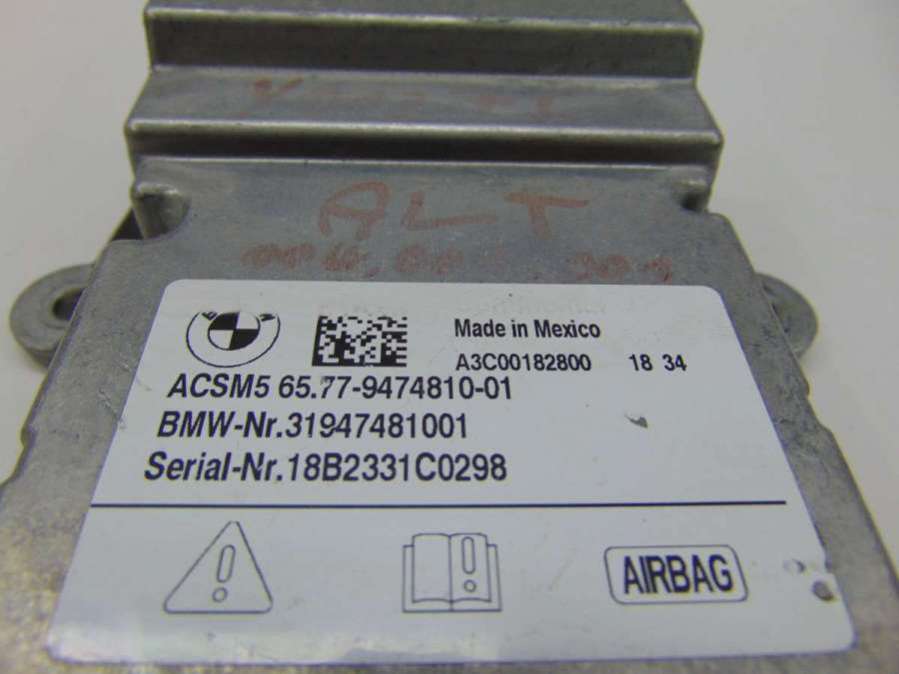 ALT
Made in Mexico
A3C00182800 18 34
ACSM5 65.77-9474810-01
BMW-Nr.31947481001
Serial-Nr.18B2331C0298
AIRBAG